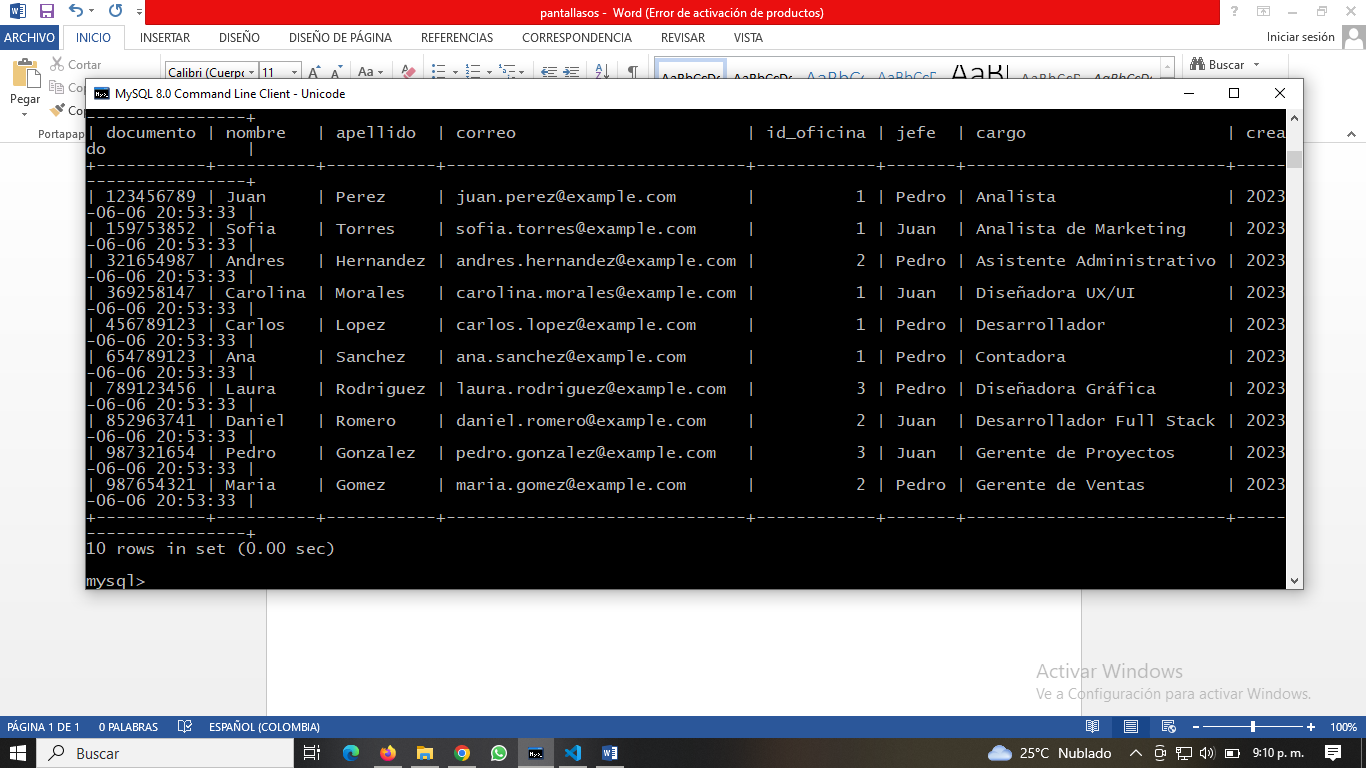 pantallasos - Word (Error de activación de productos)
ARCHIVO INICIO INSERTAR DISEÑO DISEÑO DE PÁGINA REFERENCIAS CORRESPONDENCIA REVISAR VISTA Iniciar sesión
Cortar
Pegar
Calibri (Cuerpo 11
Buscar
Portapap
MySQL 8.0 Command Line Client - Unicode
----------------+
| documento | nombre | apellido | correo | id_oficina | jefe | cargo | crea
do |
+-----------+----------+-----------+------------------------------+------------+-------+--------------------------+-----
----------------+
| 123456789 | Juan | Perez | juan.perez@example.com | 1 | Pedro | Analista | 2023
-06-06 20:53:33 |
| 159753852 | Sofia | Torres | sofia.torres@example.com | 1 | Juan | Analista de Marketing | 2023
-06-06 20:53:33 |
| 321654987 | Andres | Hernandez | andres.hernandez@example.com | 2 | Pedro | Asistente Administrativo | 2023
-06-06 20:53:33 |
| 369258147 | Carolina | Morales | carolina.morales@example.com | 1 | Juan | Diseñadora UX/UI | 2023
-06-06 20:53:33 |
| 456789123 | Carlos | Lopez | carlos.lopez@example.com | 1 | Pedro | Desarrollador | 2023
-06-06 20:53:33 |
| 654789123 | Ana | Sanchez | ana.sanchez@example.com | 1 | Pedro | Contadora | 2023
-06-06 20:53:33 |
| 789123456 | Laura | Rodriguez | laura.rodriguez@example.com | 3 | Pedro | Diseñadora Gráfica | 2023
-06-06 20:53:33 |
| 852963741 | Daniel | Romero | daniel.romero@example.com | 2 | Juan | Desarrollador Full Stack | 2023
-06-06 20:53:33 |
| 987321654 | Pedro | Gonzalez | pedro.gonzalez@example.com | 3 | Juan | Gerente de Proyectos | 2023
-06-06 20:53:33 |
| 987654321 | Maria | Gomez | maria.gomez@example.com | 2 | Pedro | Gerente de Ventas | 2023
-06-06 20:53:33 |
+-----------+----------+-----------+------------------------------+------------+-------+--------------------------+-----
----------------+
10 rows in set (0.00 sec)
mysql>
Activar Windows
Ve a Configuración para activar Windows.
PÁGINA 1 DE 1 0 PALABRAS ESPAÑOL (COLOMBIA) 100%
Buscar 25°C Nublado 9:10 p. m.